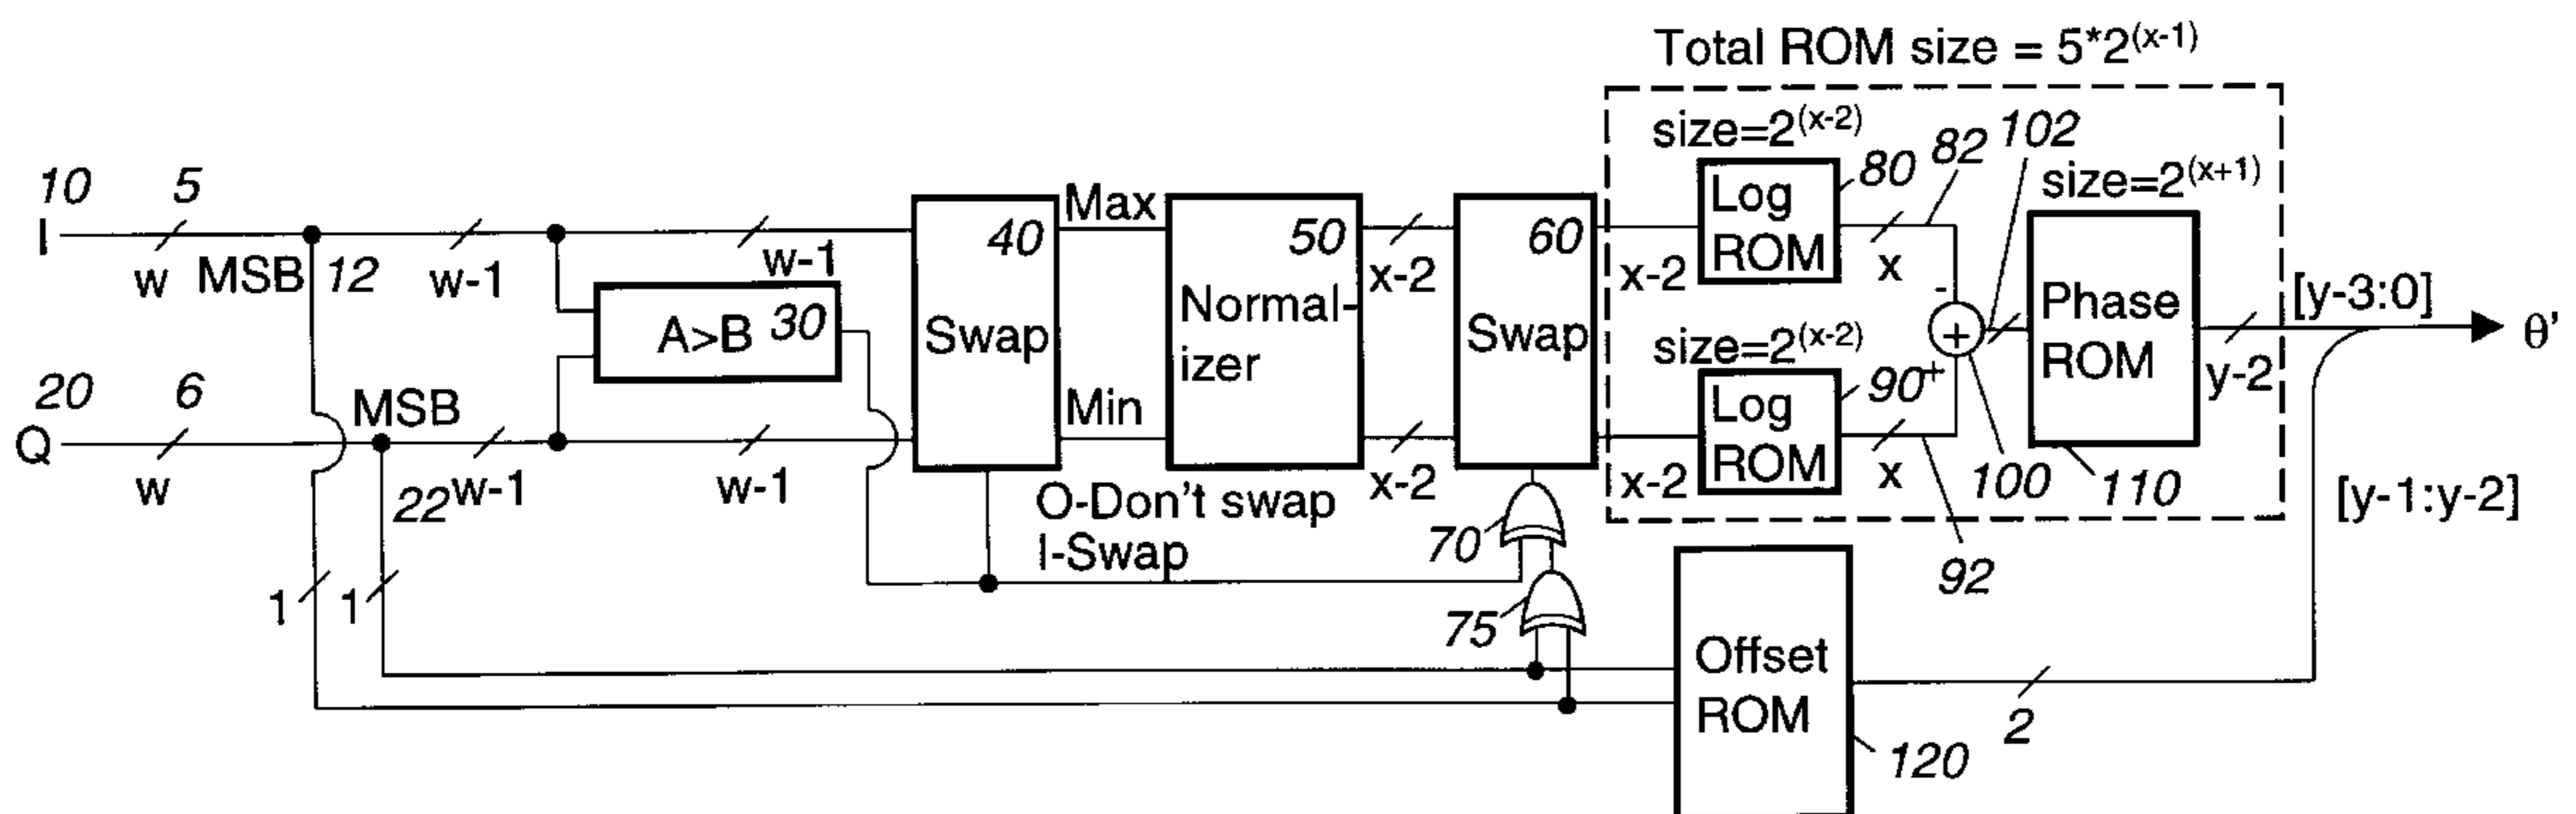 Total ROM size = 5*2^(x-1)
size=2^(x-2)
82
102
10
5
80
size=2^(x+1)
I
w
MSB
12
w-1
w-1
A>B
30
40
Swap
Max
50
Normal-
izer
x-2
60
Swap
x-2
Log
ROM
x
-
+
Phase
ROM
[y-3:0]
θ'
y-2
20
6
MSB
Q
w
22
w-1
w-1
Min
x-2
x-2
size=2^(x-2)
90
+
Log
ROM
x
100
110
92
[y-1:y-2]
O-Don't swap
I-Swap
70
75
1
1
Offset
ROM
2
120